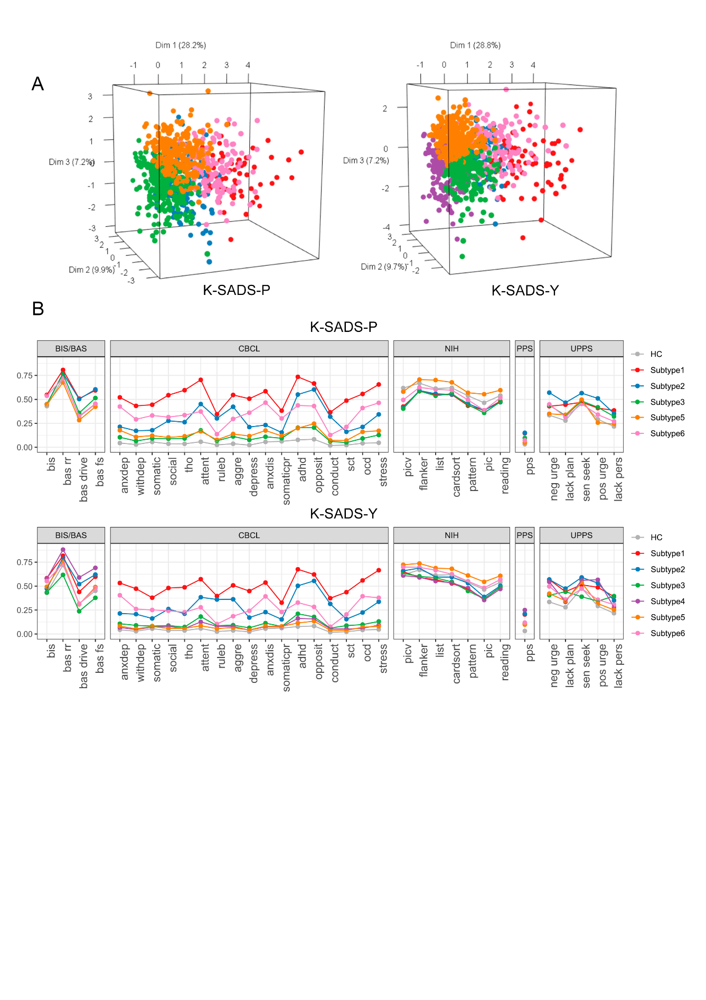 A
Dim 1 (28.2%)
-1 0 1 2 3 4
3
2
1
Dim 3 (7.2%)
0
-1
-2
-3
3
2
1
0
-1
-2
-3
Dim 2 (9.9%)
K-SADS-P
Dim 1 (28.8%)
-1 0 1 2 3 4
2
0
Dim 3 (7.2%)
-2
-4
3
2
1
0
-1
-2
Dim 2 (9.7%)
K-SADS-Y
B
K-SADS-P
BIS/BAS CBCL NIH PPS UPPS
0.75
0.50
0.25
0.00
bis
bas rr
bas drive
bas fs
anxdep
withdep
somatic
social
tho
attent
ruleb
aggre
depress
anxdis
somaticpr
adhd
opposit
conduct
sct
ocd
stress
picv
flanker
list
cardsort
pattern
pic
reading
pps
neg urge
lack plan
sen seek
pos urge
lack pers
HC
Subtype1
Subtype2
Subtype3
Subtype5
Subtype6
K-SADS-Y
BIS/BAS CBCL NIH PPS UPPS
0.75
0.50
0.25
0.00
bis
bas rr
bas drive
bas fs
anxdep
withdep
somatic
social
tho
attent
ruleb
aggre
depress
anxdis
somaticpr
adhd
opposit
conduct
sct
ocd
stress
picv
flanker
list
cardsort
pattern
pic
reading
pps
neg urge
lack plan
sen seek
pos urge
lack pers
HC
Subtype1
Subtype2
Subtype3
Subtype4
Subtype5
Subtype6